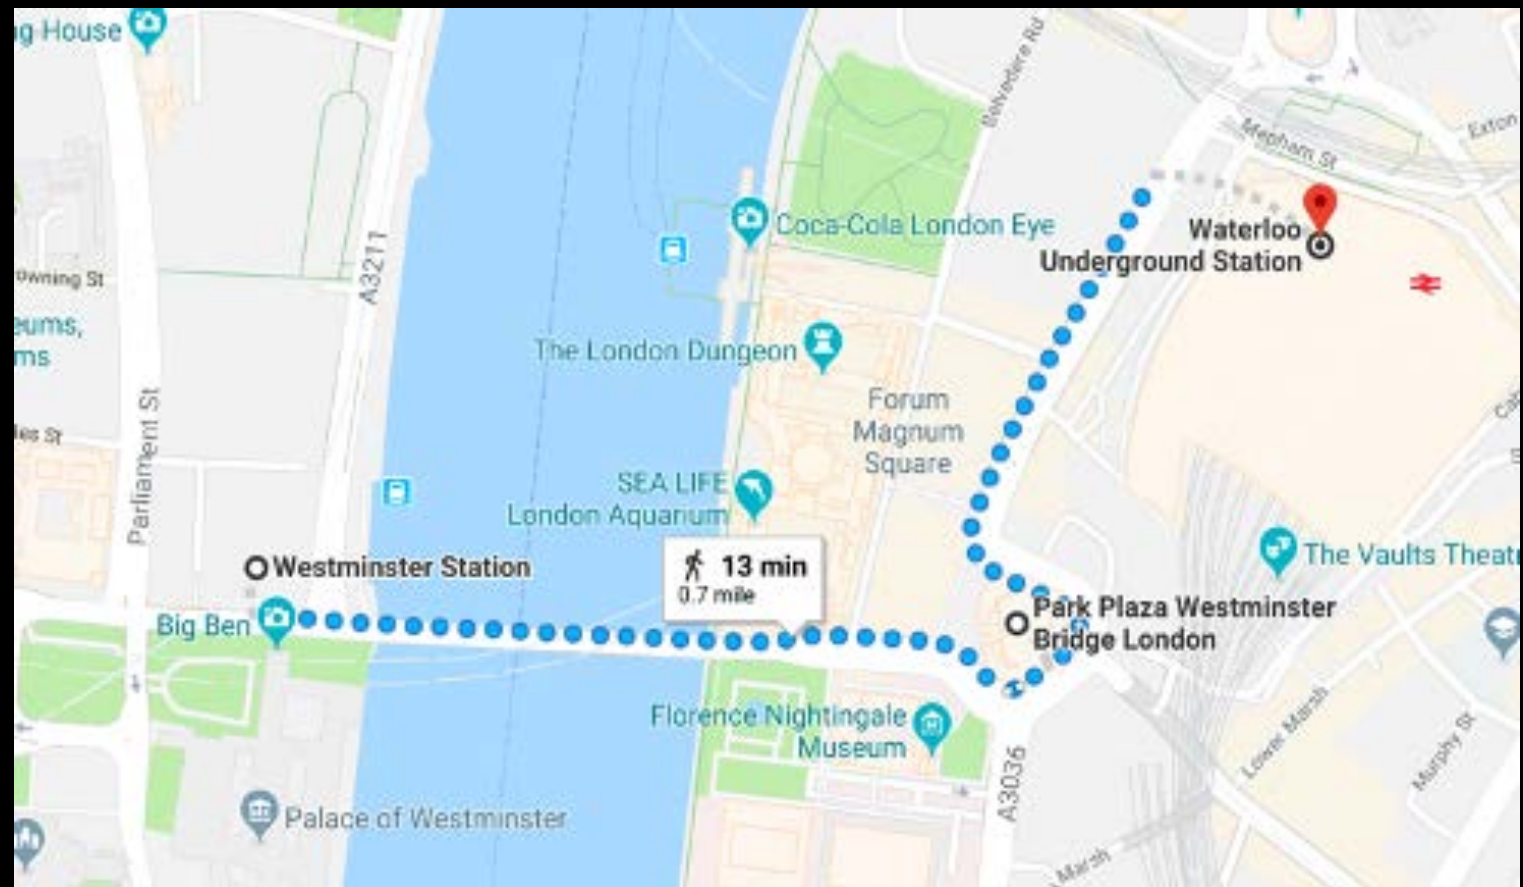 g House
Belvedere Rd
Mepham St
Exton
Coca-Cola London Eye
Waterloo
Underground Station
A3211
owning St
eums,
ms
The London Dungeon
Parliament St
Forum
Magnum
Square
les St
SEA LIFE
London Aquarium
Westminster Station
13 min
0.7 mile
The Vaults Theat
Big Ben
Park Plaza Westminster
Bridge London
Florence Nightingale
Museum
Lower Marsh
Murphy St
A3036
Palace of Westminster
Marsh